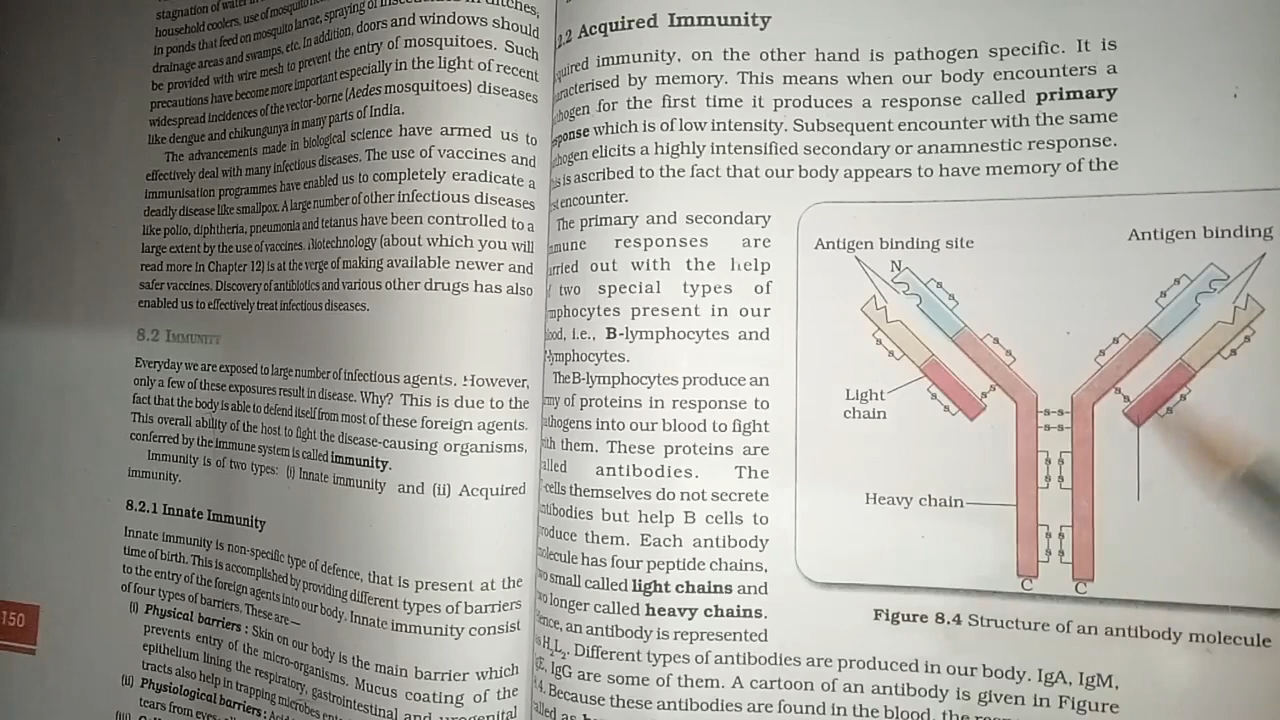 stagnation of
household coolers, use of
in ponds that feed on mosquito larvae, spraying of ditches,
drainage areas and swamps, etc. In addition, doors and windows should
be provided with wire mesh to prevent the entry of mosquitoes. Such
precautions have become more important especially in the light of recent
widespread incidences of the vector-borne (Aedes mosquitoes) diseases
like dengue and chikungunya in many parts of India.
The advancements made in biological science have armed us to
effectively deal with many infectious diseases. The use of vaccines and
immunisation programmes have enabled us to completely eradicate a
deadly disease like smallpox. A large number of other infectious diseases
like polio, diphtheria, pneumonia and tetanus have been controlled to a
large extent by the use of vaccines. Biotechnology (about which you will
read more in Chapter 12) is at the verge of making available newer and
safer vaccines. Discovery of antibiotics and various other drugs has also
enabled us to effectively treat infectious diseases.
8.2 IMMUNITY
Everyday we are exposed to large number of infectious agents. However,
only a few of these exposures result in disease. Why? This is due to the
fact that the body is able to defend itself from most of these foreign agents.
This overall ability of the host to fight the disease-causing organisms,
conferred by the immune system is called immunity.
Immunity is of two types: (i) Innate immunity and (ii) Acquired
immunity.
8.2.1 Innate Immunity
Innate immunity is non-specific type of defence, that is present at the
time of birth. This is accomplished by providing different types of barriers
to the entry of the foreign agents into our body. Innate immunity consist
of four types of barriers. These are—
(i) Physical barriers : Skin on our body is the main barrier which
prevents entry of the micro-organisms. Mucus coating of the
epithelium lining the respiratory, gastrointestinal and urogenital
tracts also help in trapping microbes
(ii) Physiological barriers :
tears from eyes
150
2.2 Acquired Immunity
quired immunity, on the other hand is pathogen specific. It is
aracterised by memory. This means when our body encounters a
hogen for the first time it produces a response called primary
ponse which is of low intensity. Subsequent encounter with the same
hogen elicits a highly intensified secondary or anamnestic response.
is is ascribed to the fact that our body appears to have memory of the
st encounter.
The primary and secondary
mune responses are
rried out with the help
two special types of
mphocytes present in our
ood, i.e., B-lymphocytes and
-lymphocytes.
The B-lymphocytes produce an
my of proteins in response to
athogens into our blood to fight
ith them. These proteins are
alled antibodies. The
-cells themselves do not secrete
ntibodies but help B cells to
roduce them. Each antibody
olecule has four peptide chains,
wo small called light chains and
wo longer called heavy chains.
ence, an antibody is represented
as H2L2. Different types of antibodies are produced in our body. IgA, IgM,
gE, IgG are some of them. A cartoon of an antibody is given in Figure
.4. Because these antibodies are found in the blood, the
alled as
Antigen binding site
Antigen binding
N
Light
chain
Heavy chain
C
C
Figure 8.4 Structure of an antibody molecule